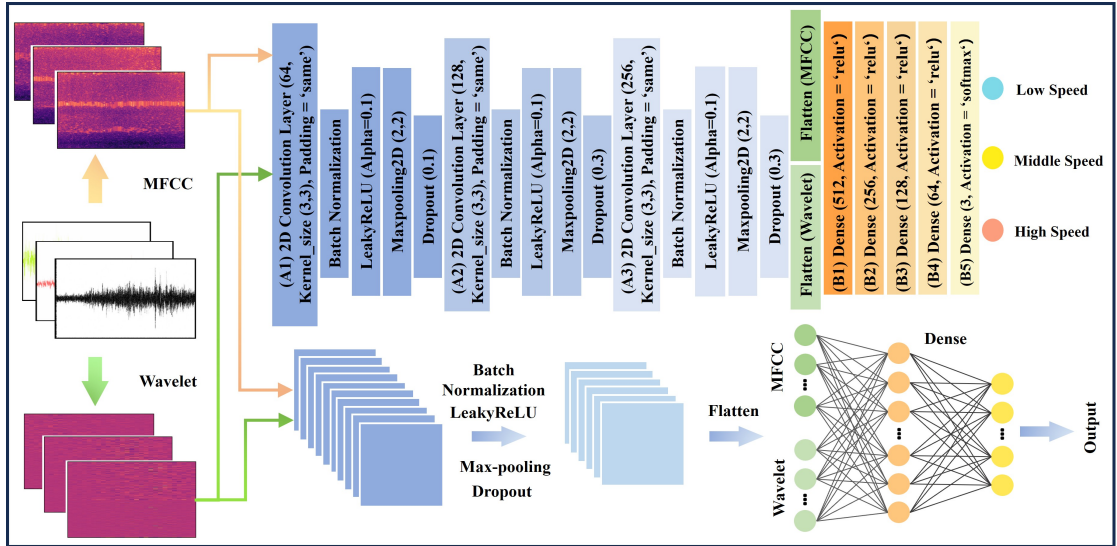 MFCC
Wavelet
(A1) 2D Convolution Layer (64,
Kernel_size (3,3), Padding = ‘same’)
Batch Normalization
LeakyReLU (Alpha=0.1)
Maxpooling2D (2,2)
Dropout (0.1)
(A2) 2D Convolution Layer (128,
Kernel_size (3,3), Padding = ‘same’)
Batch Normalization
LeakyReLU (Alpha=0.1)
Maxpooling2D (2,2)
Dropout (0.3)
(A3) 2D Convolution Layer (256,
Kernel_size (3,3), Padding = ‘same’)
Batch Normalization
LeakyReLU (Alpha=0.1)
Maxpooling2D (2,2)
Dropout (0.3)
Flatten (MFCC)
Flatten (Wavelet)
(B1) Dense (512, Activation = ‘relu‘)
(B2) Dense (256, Activation = ‘relu‘)
(B3) Dense (128, Activation = ‘relu‘)
(B4) Dense (64, Activation = ‘relu‘)
(B5) Dense (3, Activation = ‘softmax‘)
Low Speed
Middle Speed
High Speed
Batch
Normalization
LeakyReLU
Max-pooling
Dropout
Flatten
MFCC
Wavelet
Dense
Output